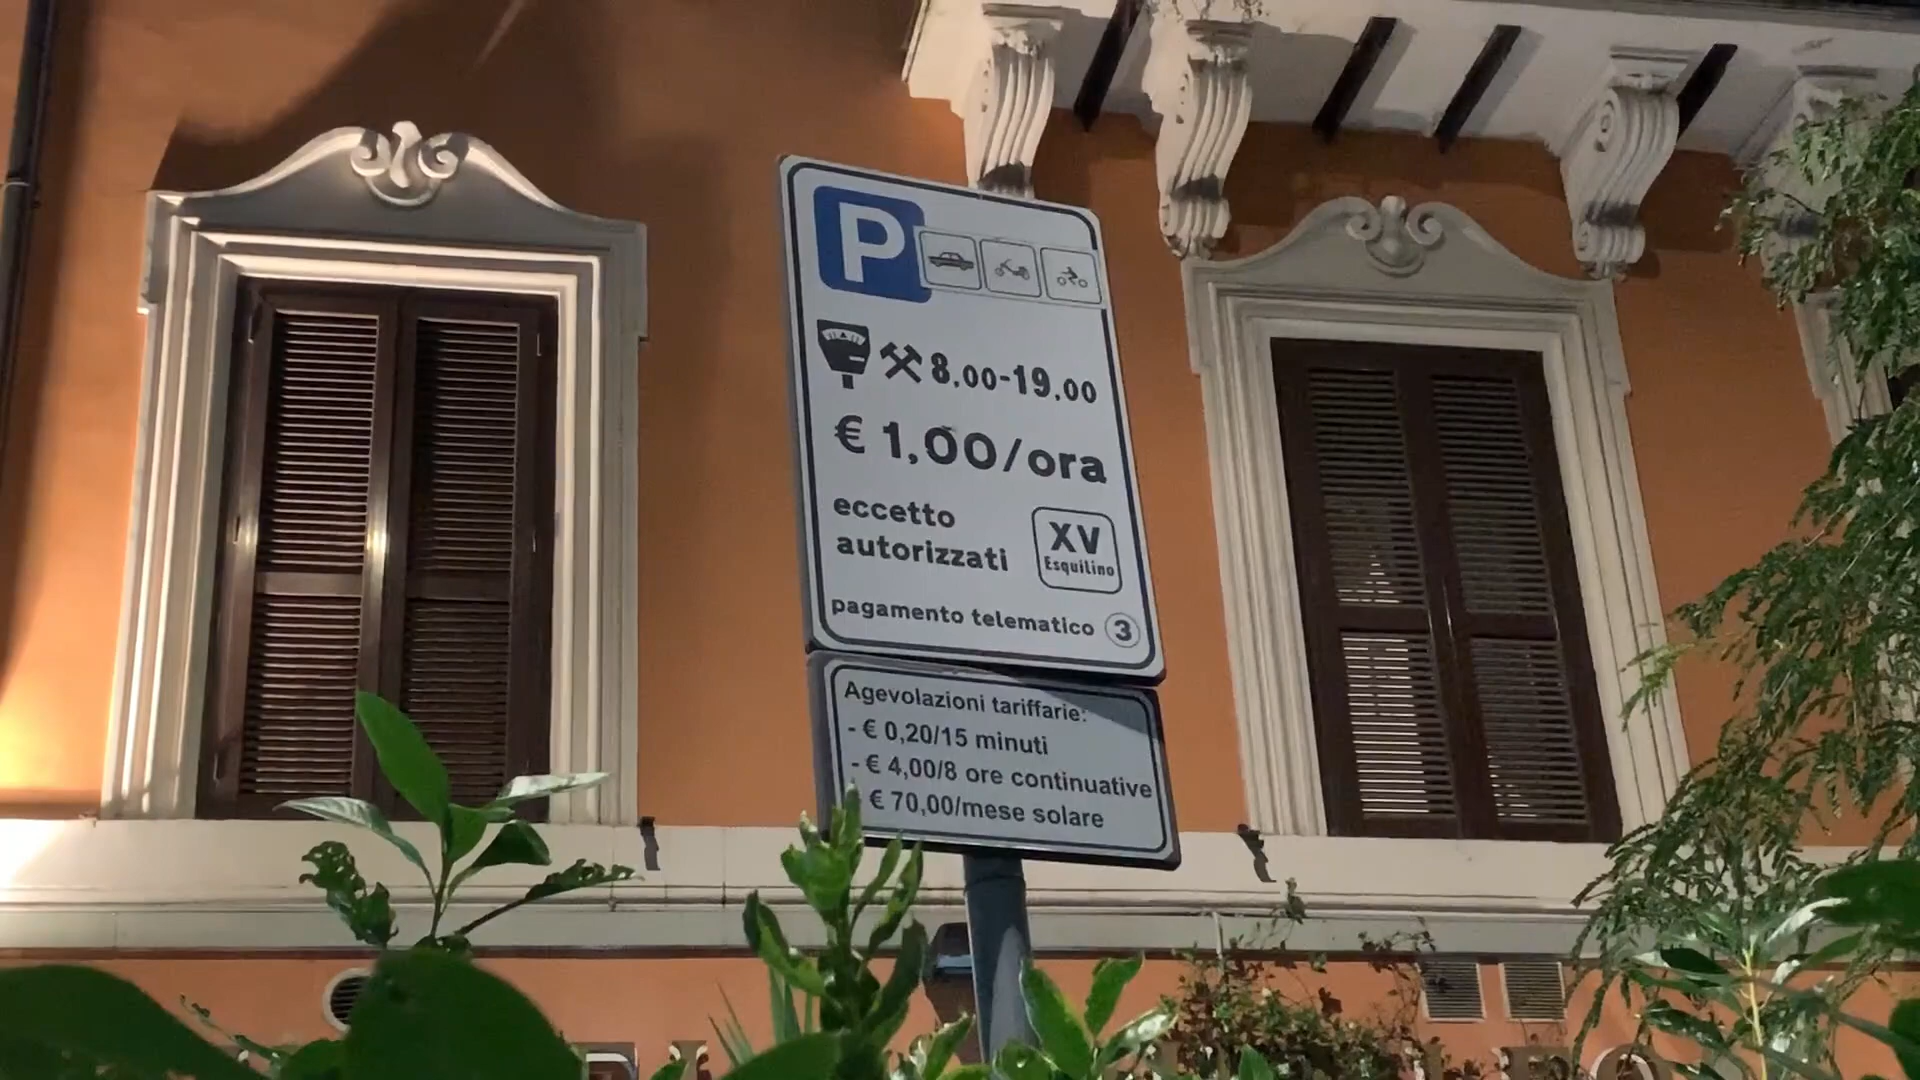 P
8.00-19.00
€ 1,00/ora
eccetto
autorizzati
XV
Esquilino
pagamento telematico 3
Agevolazioni tariffarie:
- € 0,20/15 minuti
- € 4,00/8 ore continuative
€ 70,00/mese solare